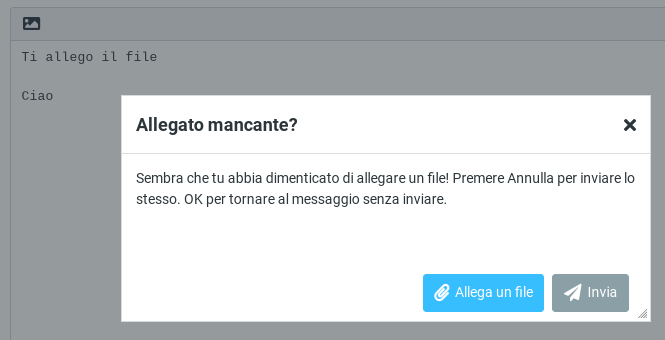 Ti allego il file
Ciao
Allegato mancante?
Sembra che tu abbia dimenticato di allegare un file! Premere Annulla per inviare lo
stesso. OK per tornare al messaggio senza inviare.
Allega un file
Invia